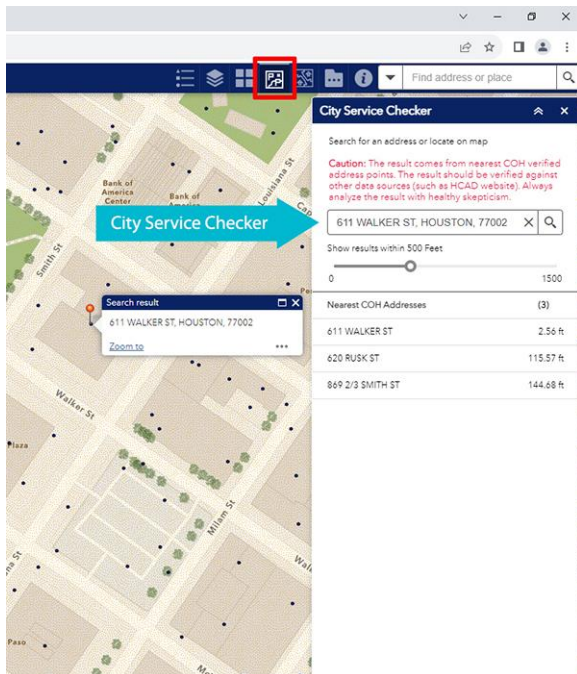 Find address or place
City Service Checker
Search for an address or locate on map
Caution: The result comes from nearest COH verified
address points. The result should be verified against
other data sources (such as HCAD website). Always
analyze the result with healthy skepticism.
611 WALKER ST, HOUSTON, 77002
Show results within 500 Feet
0 1500
Nearest COH Addresses (3)
611 WALKER ST 2.56 ft
620 RUSK ST 115.57 ft
869 2/3 SMITH ST 144.68 ft
Louisiana St
Bank of
America
Center
Bank of
America
Cap
City Service Checker
Smith St
Search result
611 WALKER ST, HOUSTON, 77002
Zoom to
Walker St
Plaza
Milam St
Paso